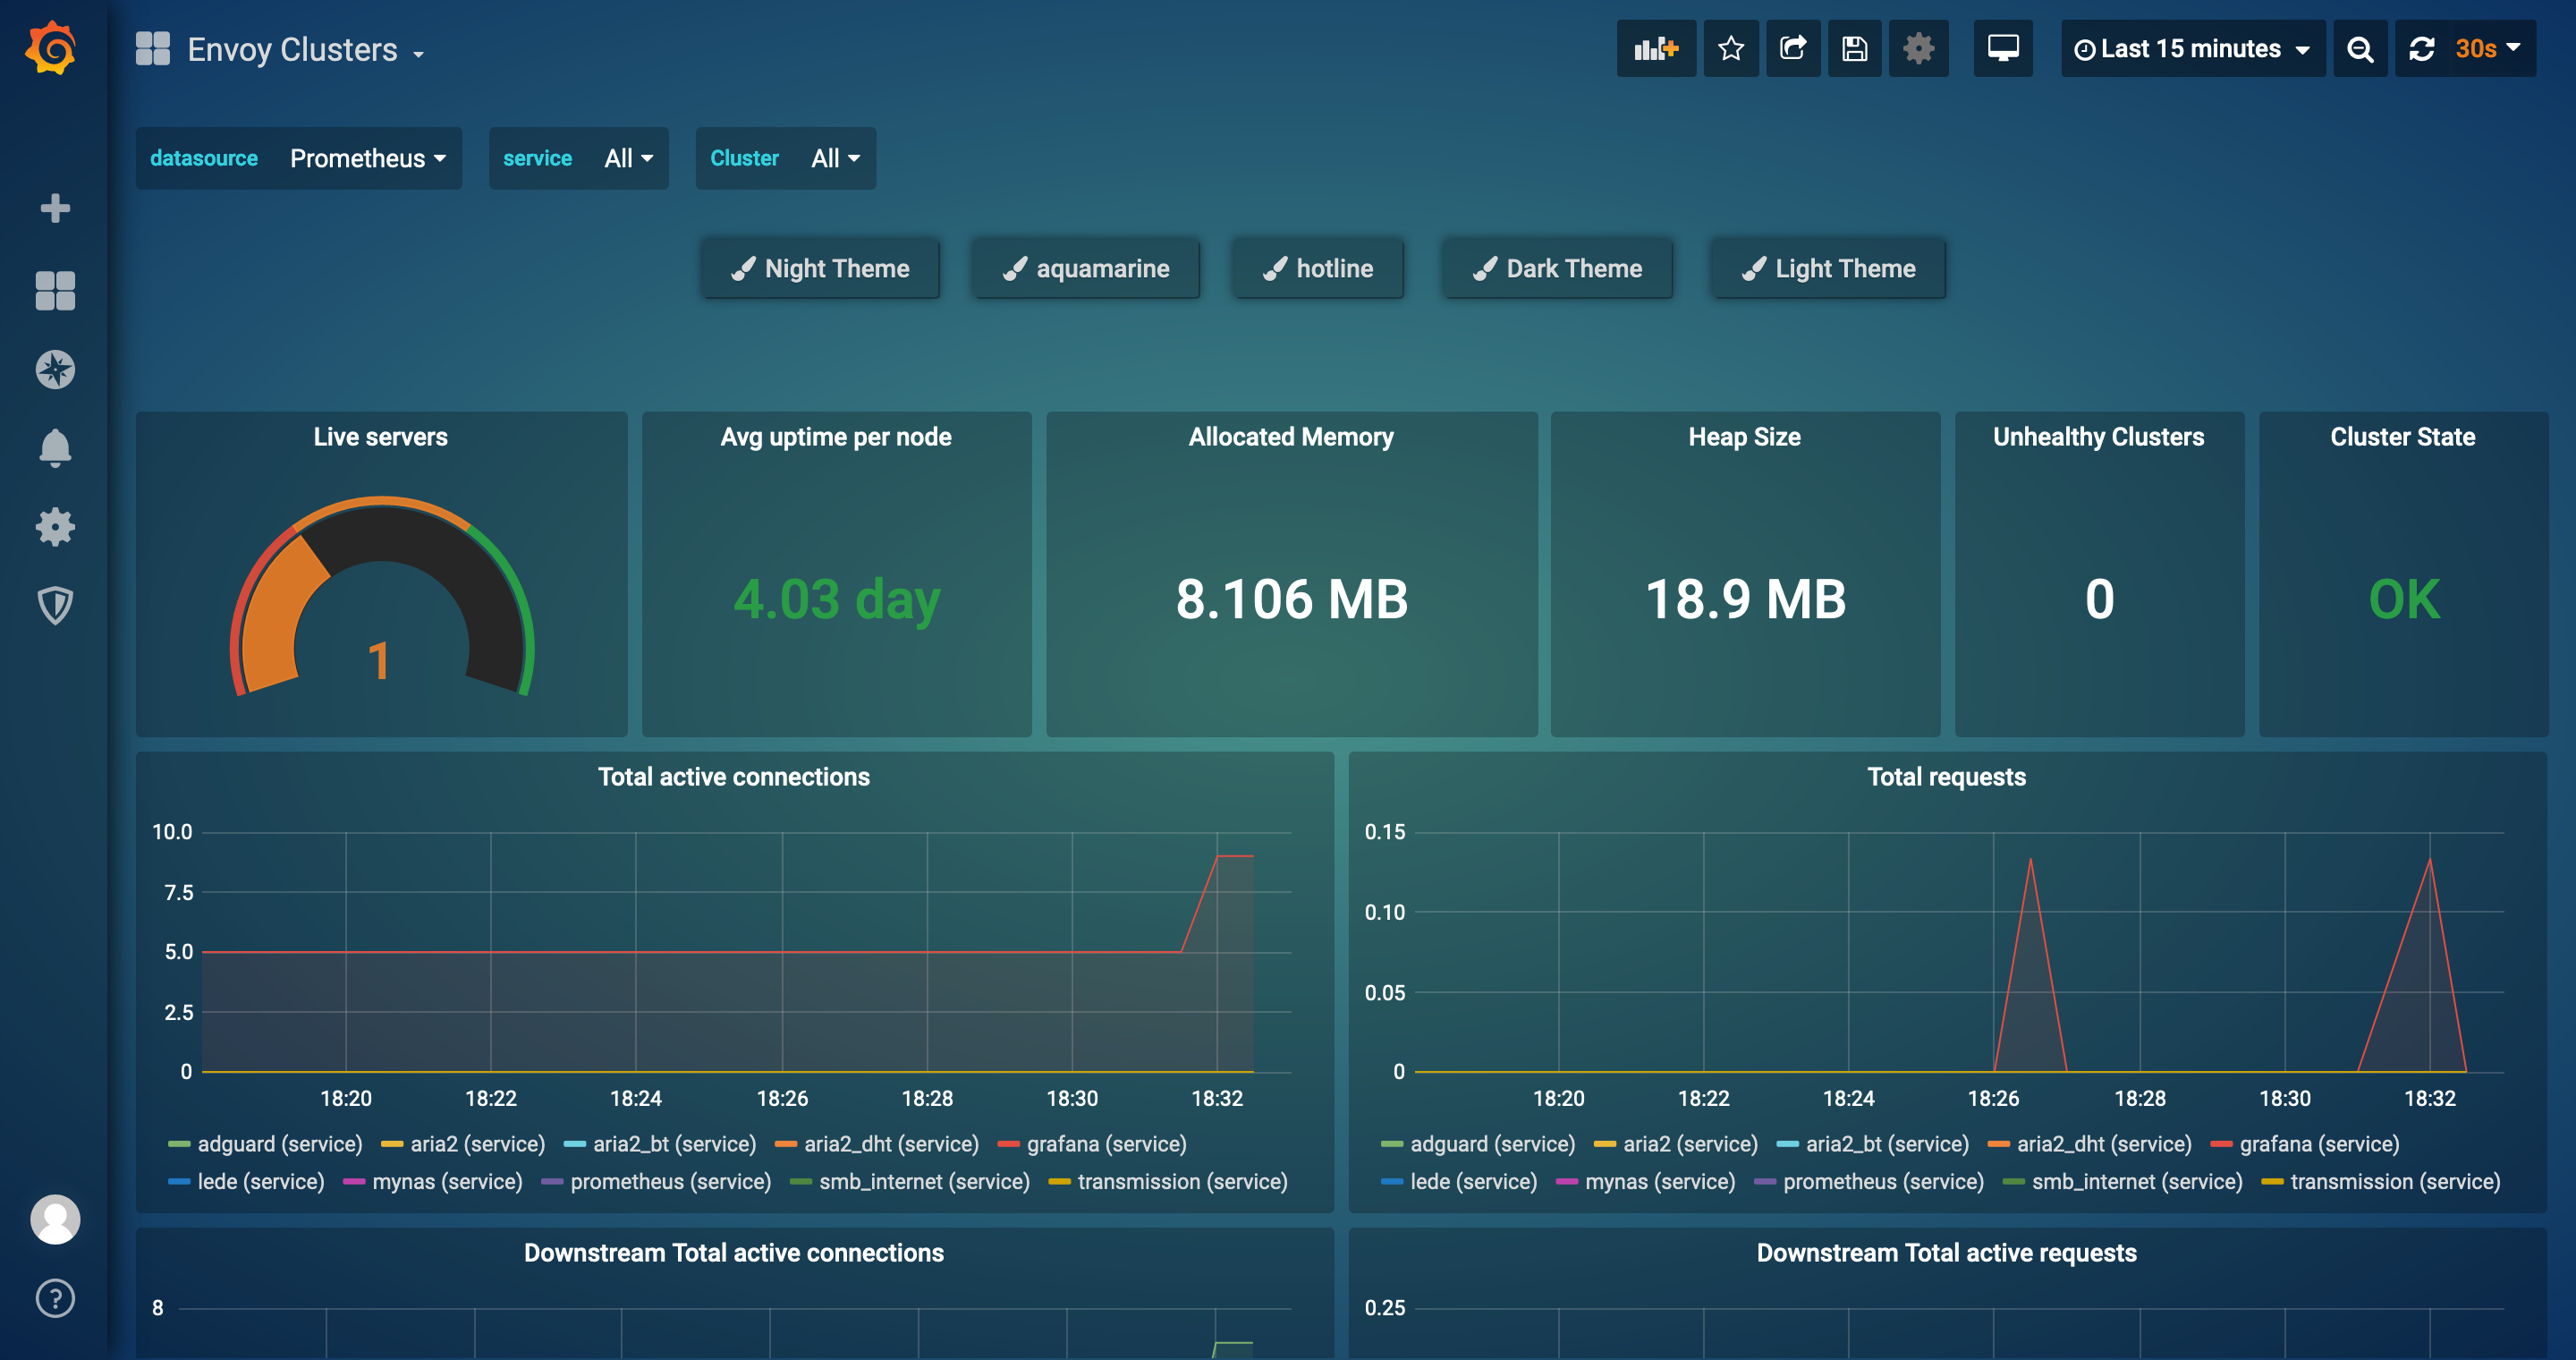 Envoy Clusters
Last 15 minutes
30s
datasource Prometheus service All Cluster All
Night Theme aquamarine hotline Dark Theme Light Theme
Live servers
1
Avg uptime per node
4.03 day
Allocated Memory
8.106 MB
Heap Size
18.9 MB
Unhealthy Clusters
0
Cluster State
OK
Total active connections
10.0
7.5
5.0
2.5
0
18:20 18:22 18:24 18:26 18:28 18:30 18:32
adguard (service) aria2 (service) aria2_bt (service) aria2_dht (service) grafana (service)
lede (service) mynas (service) prometheus (service) smb_internet (service) transmission (service)
Total requests
0.15
0.10
0.05
0
18:20 18:22 18:24 18:26 18:28 18:30 18:32
adguard (service) aria2 (service) aria2_bt (service) aria2_dht (service) grafana (service)
lede (service) mynas (service) prometheus (service) smb_internet (service) transmission (service)
Downstream Total active connections
8
Downstream Total active requests
0.25
?